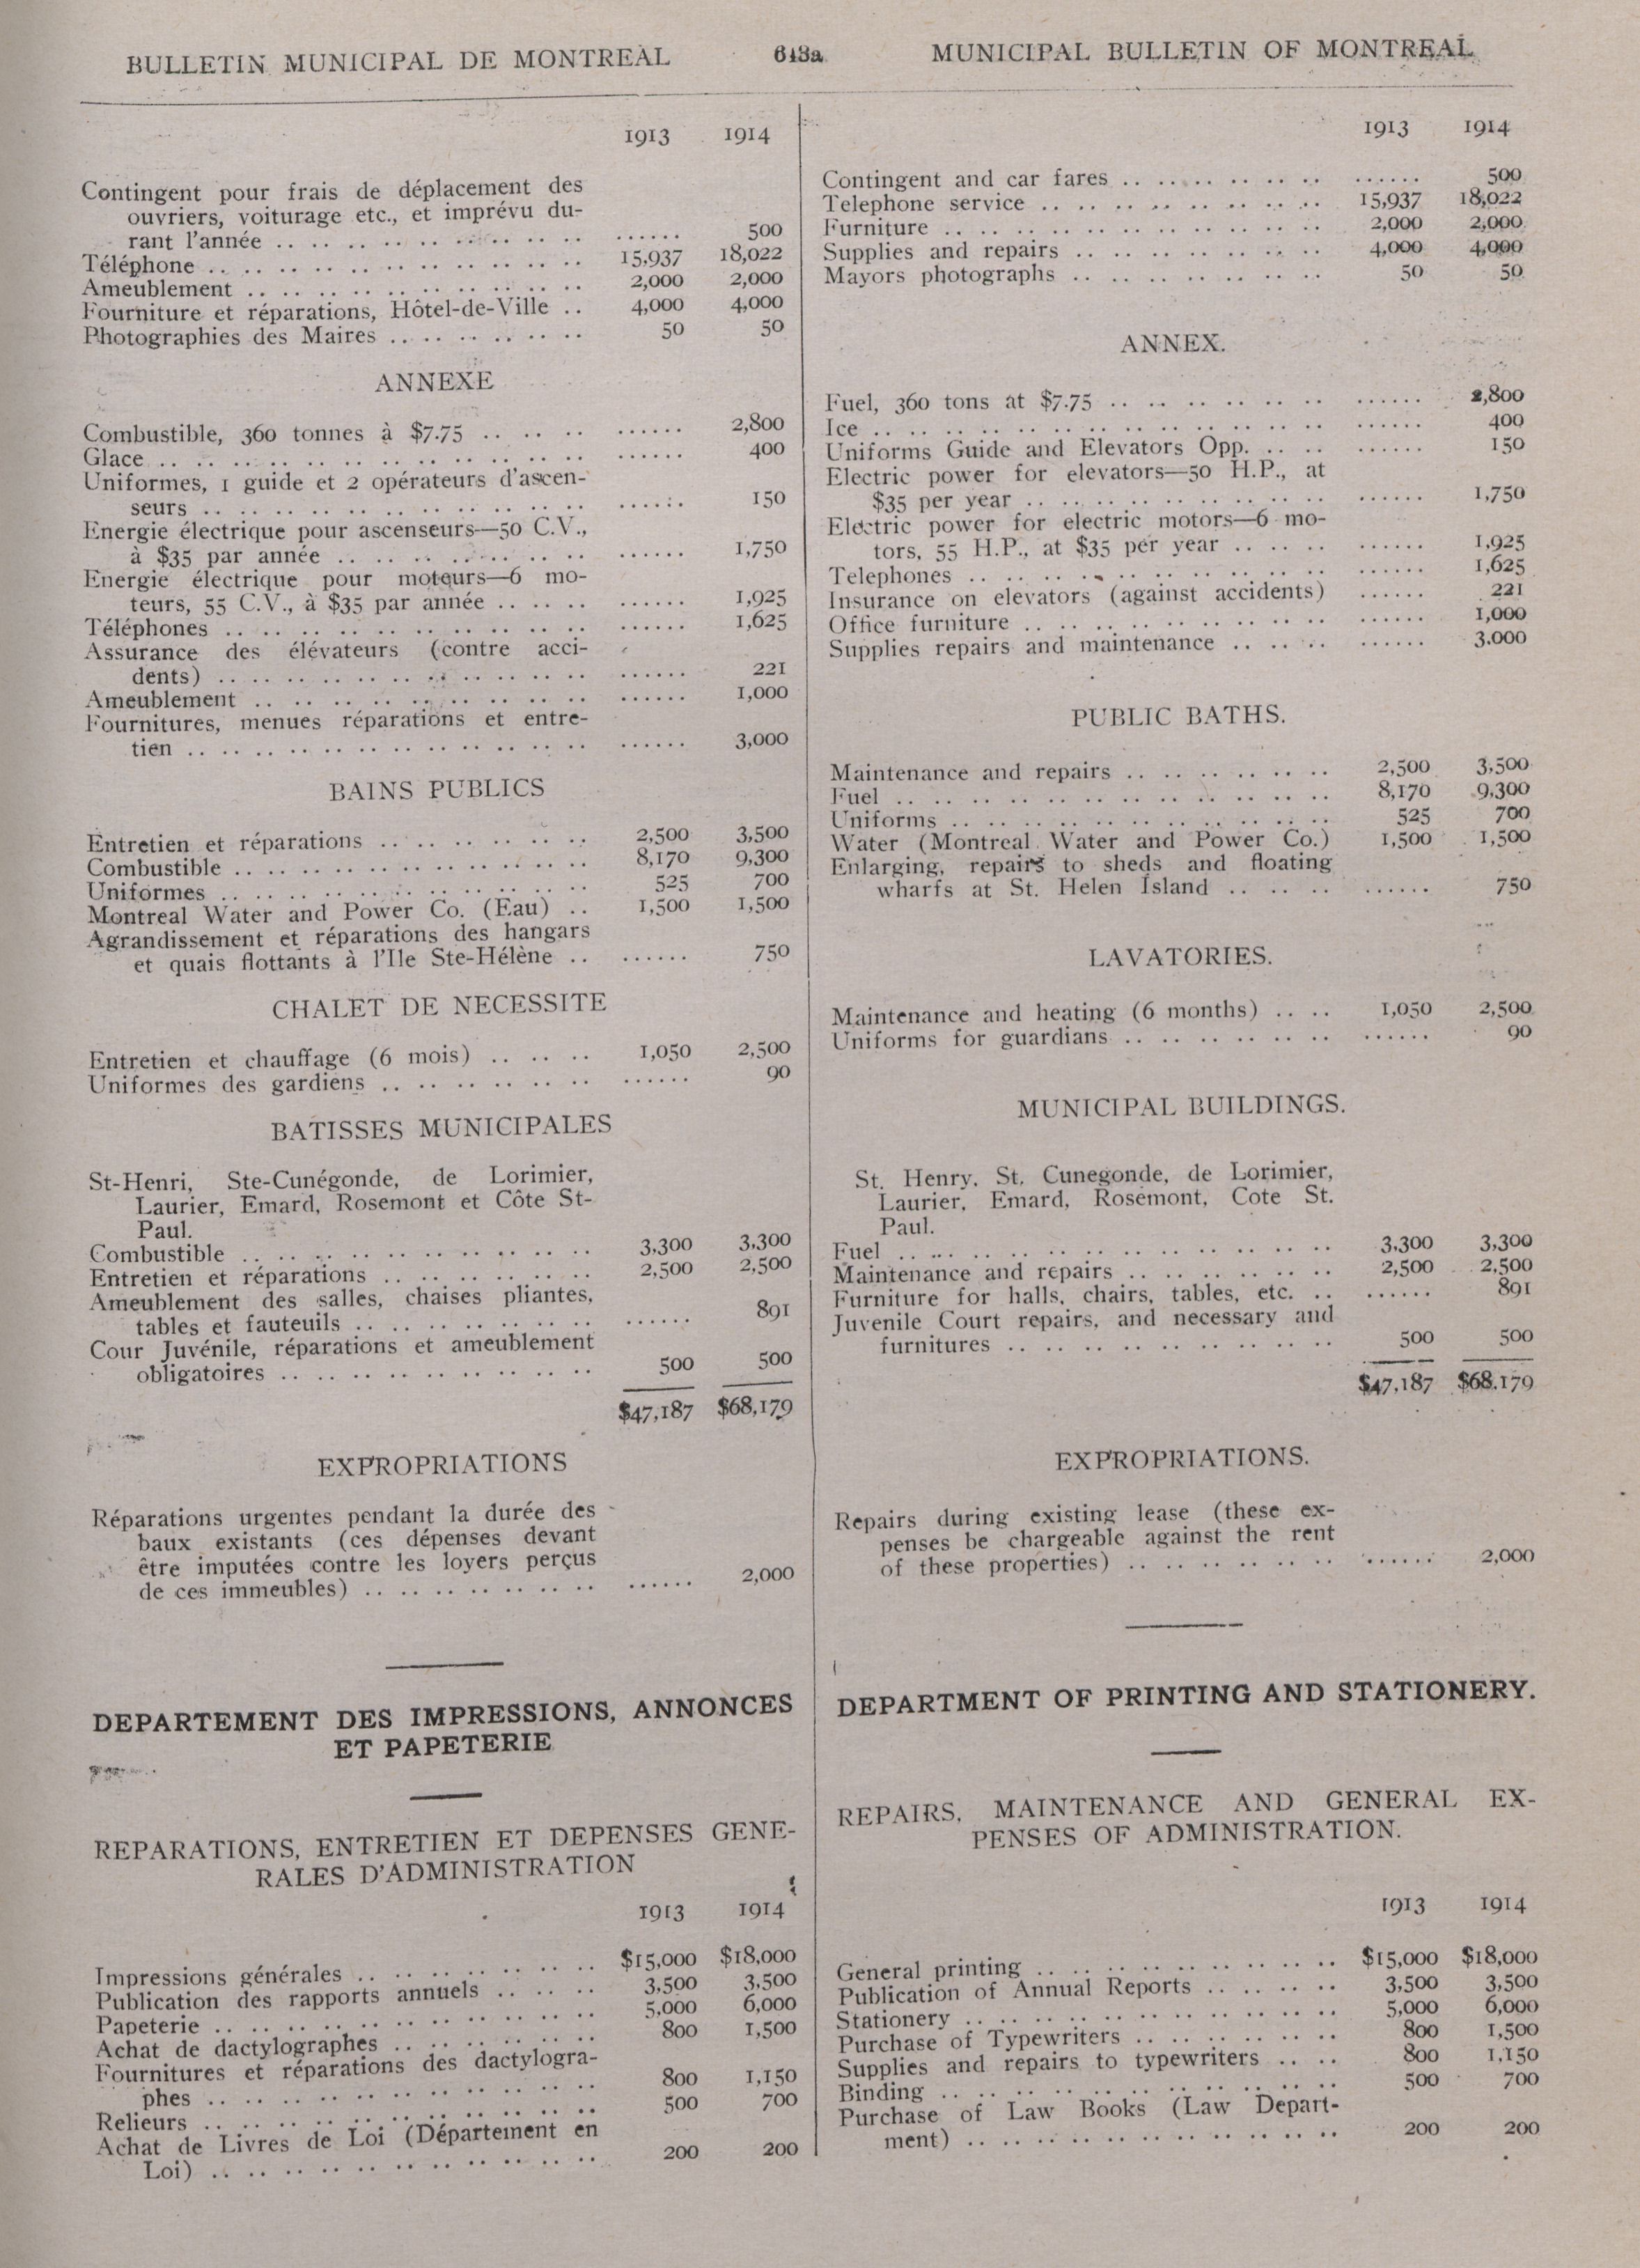 BULLETIN MUNICIPAL DE MONTREAL 643a MUNICIPAL BULLETIN OF MONTREAL
1913 1914
Contingent pour frais de déplacement des
ouvriers, voiturage etc., et imprévu du-
rant l'année .. .. .. .. .. .. .. .. .. ...... 500
Téléphone .. .. .. .. .. .. .. .. .. .. .. 15,937 18,022
Ameublement .. .. .. .. .. .. .. .. .. .. 2,000 2,000
Fourniture et réparations, Hôtel-de-Ville .. 4,000 4,000
Photographies des Maires .. .. .. .. .. .. 50 50
ANNEXE
Combustible, 360 tonnes à $7.75 .. .. .. .. ...... 2,800
Glace .. .. .. .. .. .. .. .. .. .. .. .. ...... 400
Uniformes, 1 guide et 2 opérateurs d'ascen-
seurs .. .. .. .. .. .. .. .. .. .. .. ...... 150
Energie électrique pour ascenseurs—50 C.V.,
à $35 par année .. .. .. .. .. .. .. ...... 1,750
Energie électrique pour moteurs—6 mo-
teurs, 55 C.V., à $35 par année .. .. .. ...... 1,925
Téléphones .. .. .. .. .. .. .. .. .. .. ...... 1,625
Assurance des élévateurs (contre acci-
dents) .. .. .. .. .. .. .. .. .. .. .. ...... 221
Ameublement .. .. .. .. .. .. .. .. .. .. ...... 1,000
Fournitures, menues réparations et entre-
tien .. .. .. .. .. .. .. .. .. .. .. .. ...... 3,000
BAINS PUBLICS
Entretien et réparations .. .. .. .. .. .. 2,500 3,500
Combustible .. .. .. .. .. .. .. .. .. .. 8,170 9,300
Uniformes .. .. .. .. .. .. .. .. .. .. .. 525 700
Montreal Water and Power Co. (Eau) .. 1,500 1,500
Agrandissement et réparations des hangars
et quais flottants à l'Ile Ste-Hélène .. ...... 750
CHALET DE NECESSITE
Entretien et chauffage (6 mois) .. .. .. 1,050 2,500
Uniformes des gardiens .. .. .. .. .. .. ...... 90
BATISSES MUNICIPALES
St-Henri, Ste-Cunégonde, de Lorimier,
Laurier, Emard, Rosemont et Côte St-
Paul.
Combustible .. .. .. .. .. .. .. .. .. .. 3,300 3,300
Entretien et réparations .. .. .. .. .. .. 2,500 2,500
Ameublement des salles, chaises pliantes,
tables et fauteuils .. .. .. .. .. .. .. ...... 891
Cour Juvénile, réparations et ameublement
obligatoires .. .. .. .. .. .. .. .. .. 500 500
$47,187 $68,179
EXPROPRIATIONS
Réparations urgentes pendant la durée des
baux existants (ces dépenses devant
être imputées contre les loyers perçus
de ces immeubles) .. .. .. .. .. .. .. ...... 2,000
DEPARTEMENT DES IMPRESSIONS, ANNONCES
ET PAPETERIE
REPARATIONS, ENTRETIEN ET DEPENSES GENE-
RALES D'ADMINISTRATION
1913 1914
Impressions générales .. .. .. .. .. .. .. $15,000 $18,000
Publication des rapports annuels .. .. .. 3,500 3,500
Papeterie .. .. .. .. .. .. .. .. .. .. .. 5,000 6,000
Achat de dactylographes .. .. .. .. .. .. 800 1,500
Fournitures et réparations des dactylogra-
phes .. .. .. .. .. .. .. .. .. .. .. 800 1,150
Relieurs .. .. .. .. .. .. .. .. .. .. .. 500 700
Achat de Livres de Loi (Département en
Loi) .. .. .. .. .. .. .. .. .. .. .. 200 200
1913 1914
Contingent and car fares .. .. .. .. .. .. ...... 500
Telephone service .. .. .. .. .. .. .. .. 15,937 18,022
Furniture .. .. .. .. .. .. .. .. .. .. .. 2,000 2,000
Supplies and repairs .. .. .. .. .. .. .. 4,000 4,000
Mayors photographs .. .. .. .. .. .. .. 50 50
ANNEX.
Fuel, 360 tons at $7.75 .. .. .. .. .. .. ...... 2,800
Ice .. .. .. .. .. .. .. .. .. .. .. .. .. ...... 400
Uniforms Guide and Elevators Opp. .. .. .. ...... 150
Electric power for elevators—50 H.P., at
$35 per year .. .. .. .. .. .. .. .. .. ...... 1,750
Electric power for electric motors—6 mo-
tors, 55 H.P., at $35 per year .. .. .. ...... 1,925
Telephones .. .. .. .. .. .. .. .. .. .. ...... 1,625
Insurance on elevators (against accidents) ...... 221
Office furniture .. .. .. .. .. .. .. .. .. ...... 1,000
Supplies repairs and maintenance .. .. .. ...... 3.000
PUBLIC BATHS.
Maintenance and repairs .. .. .. .. .. .. 2,500 3,500
Fuel .. .. .. .. .. .. .. .. .. .. .. .. 8,170 9,300
Uniforms .. .. .. .. .. .. .. .. .. .. .. 525 700
Water (Montreal Water and Power Co.) 1,500 1,500
Enlarging, repairs to sheds and floating
wharfs at St. Helen Island .. .. .. ...... 750
LAVATORIES.
Maintenance and heating (6 months) .. .. 1,050 2,500
Uniforms for guardians .. .. .. .. .. .. ...... 90
MUNICIPAL BUILDINGS.
St. Henry, St. Cunegonde, de Lorimier,
Laurier, Emard, Rosemont, Cote St.
Paul.
Fuel .. .. .. .. .. .. .. .. .. .. .. .. 3,300 3,300
Maintenance and repairs .. .. .. .. .. .. 2,500 2,500
Furniture for halls, chairs, tables, etc. .. ...... 891
Juvenile Court repairs, and necessary and
furnitures .. .. .. .. .. .. .. .. .. 500 500
$47,187 $68.179
EXPROPRIATIONS.
Repairs during existing lease (these ex-
penses be chargeable against the rent
of these properties) .. .. .. .. .. .. ...... 2,000
DEPARTMENT OF PRINTING AND STATIONERY.
REPAIRS, MAINTENANCE AND GENERAL EX-
PENSES OF ADMINISTRATION.
1913 1914
General printing .. .. .. .. .. .. .. .. .. $15,000 $18,000
Publication of Annual Reports .. .. .. .. 3,500 3,500
Stationery .. .. .. .. .. .. .. .. .. .. .. 5,000 6,000
Purchase of Typewriters .. .. .. .. .. .. 800 1,500
Supplies and repairs to typewriters .. .. 800 1,150
Binding .. .. .. .. .. .. .. .. .. .. .. 500 700
Purchase of Law Books (Law Depart-
ment) .. .. .. .. .. .. .. .. .. .. .. 200 200